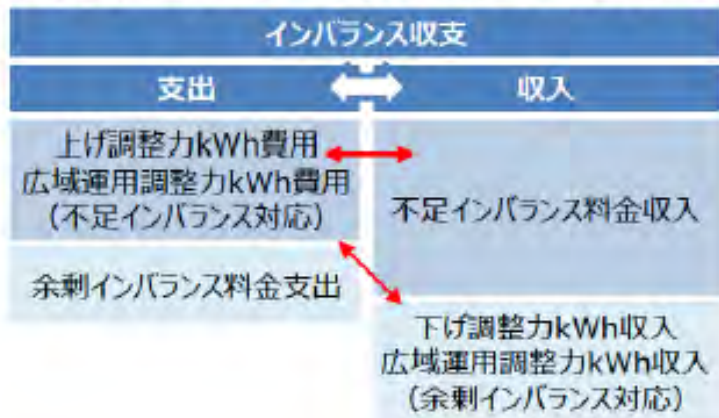 インバランス収支
支出
収入
上げ調整力kWh費用
広域運用調整力kWh費用
（不足インバランス対応）
余剰インバランス料金支出
不足インバランス料金収入
下げ調整力kWh収入
広域運用調整力kWh収入
（余剰インバランス対応）